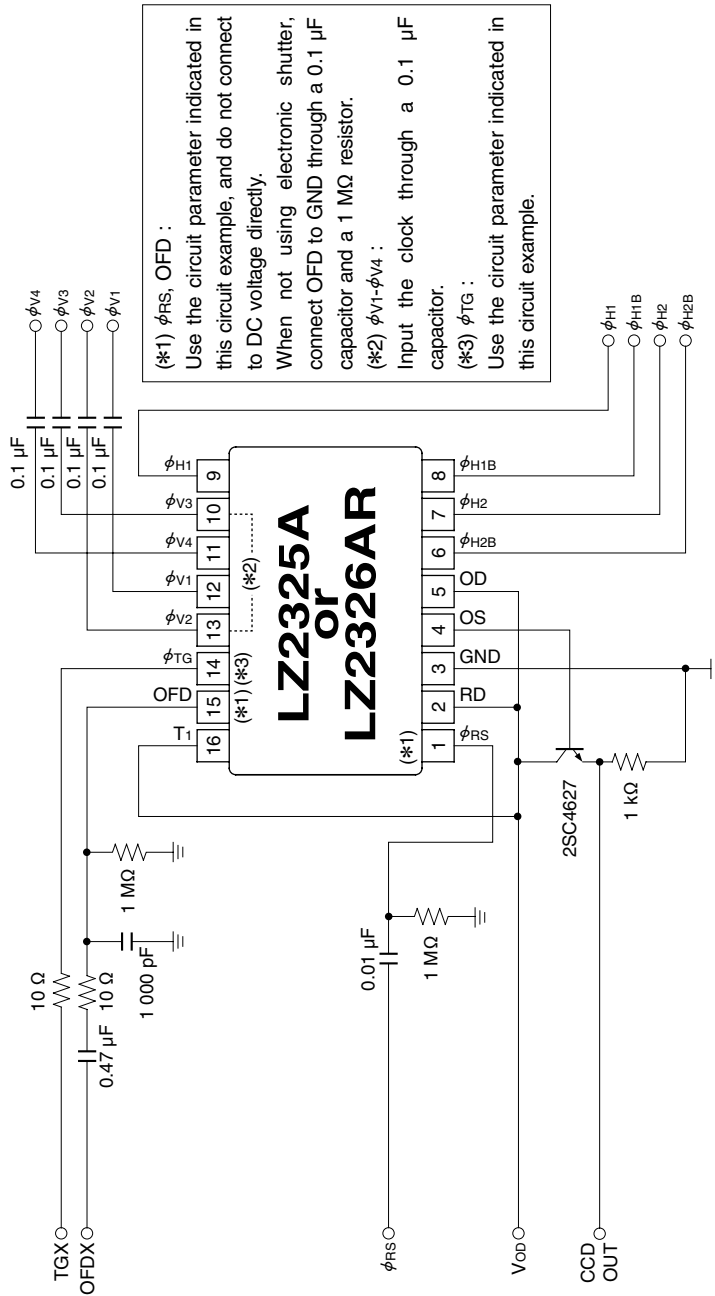 TGX
OFDX
10 Ω
10 Ω
0.47 µF
1 000 pF
1 MΩ
T1
OFD
ϕTG
ϕV2
ϕV1
ϕV4
ϕV3
ϕH1
0.1 µF
0.1 µF
0.1 µF
0.1 µF
ϕV4
ϕV3
ϕV2
ϕV1
16
15
14
13
12
11
10
9
(*1)
(*3)
(*2)
LZ2325A
or
LZ2326AR
(*1)
1
2
3
4
5
6
7
8
ϕRS
RD
GND
OS
OD
ϕH2B
ϕH2
ϕH1B
ϕRS
0.01 µF
1 MΩ
VOD
2SC4627
1 kΩ
CCD
OUT
ϕH1
ϕH1B
ϕH2
ϕH2B
(*1) ϕRS, OFD :
Use the circuit parameter indicated in
this circuit example, and do not connect
to DC voltage directly.
When not using electronic shutter,
connect OFD to GND through a 0.1 µF
capacitor and a 1 MΩ resistor.
(*2) ϕV1-ϕV4 :
Input the clock through a 0.1 µF
capacitor.
(*3) ϕTG :
Use the circuit parameter indicated in
this circuit example.